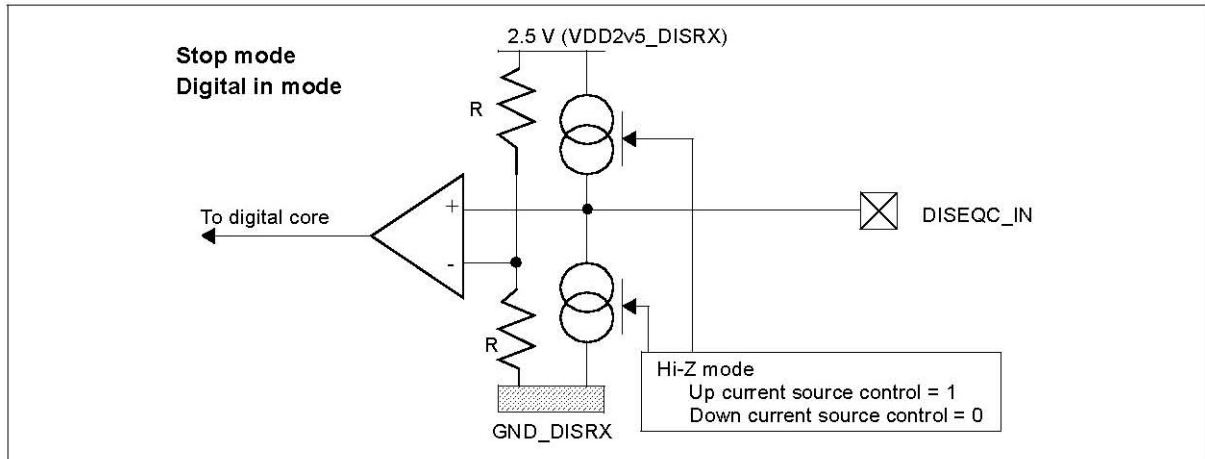 2.5 V (VDD2v5_DISRX)
Stop mode
Digital in mode
R
+
To digital core
DISEQC_IN
-
R
Hi-Z mode
Up current source control = 1
Down current source control = 0
GND_DISRX